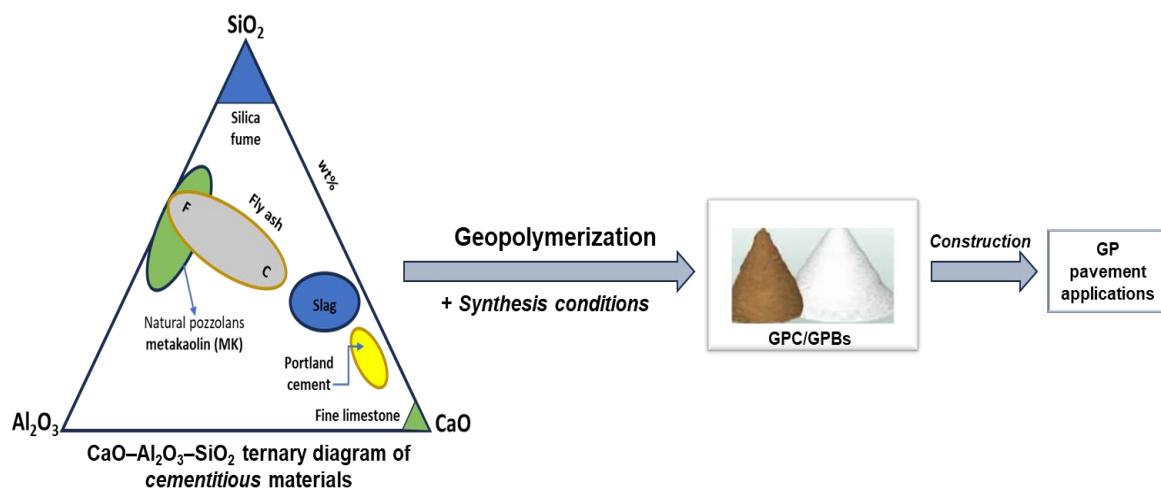 SiO₂
Silica
fume
wt%
Fly ash
F
C
Slag
Natural pozzolans
metakaolin (MK)
Portland
cement
Fine limestone
Al₂O₃
CaO
CaO–Al₂O₃–SiO₂ ternary diagram of
cementitious materials
Geopolymerization
+ Synthesis conditions
GPC/GPBs
Construction
GP
pavement
applications